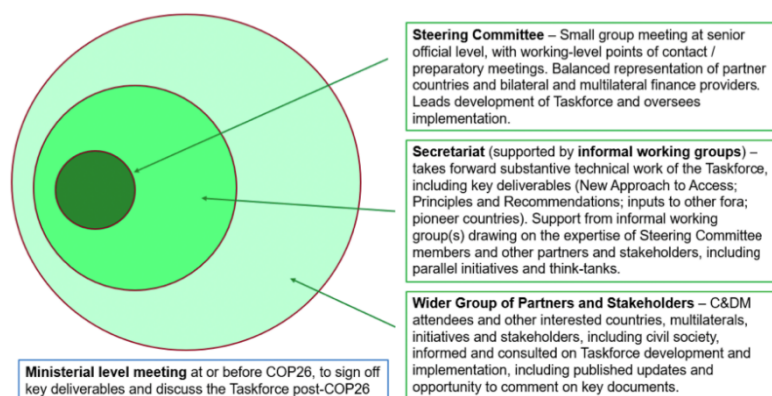 Steering Committee – Small group meeting at senior
official level, with working-level points of contact /
preparatory meetings. Balanced representation of partner
countries and bilateral and multilateral finance providers.
Leads development of Taskforce and oversees
implementation.
Secretariat (supported by informal working groups) –
takes forward substantive technical work of the Taskforce,
including key deliverables (New Approach to Access;
Principles and Recommendations; inputs to other fora;
pioneer countries). Support from informal working
group(s) drawing on the expertise of Steering Committee
members and other partners and stakeholders, including
parallel initiatives and think-tanks.
Wider Group of Partners and Stakeholders – C&DM
attendees and other interested countries, multilaterals,
initiatives and stakeholders, including civil society,
informed and consulted on Taskforce development and
implementation, including published updates and
opportunity to comment on key documents.
Ministerial level meeting at or before COP26, to sign off
key deliverables and discuss the Taskforce post-COP26